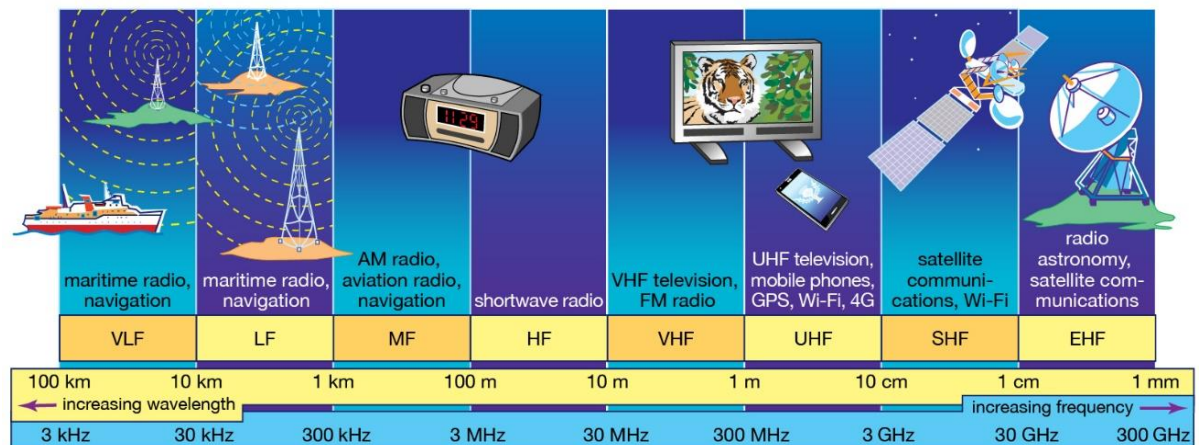 11:29
maritime radio,
navigation
maritime radio,
navigation
AM radio,
aviation radio,
navigation
shortwave radio
VHF television,
FM radio
UHF television,
mobile phones,
GPS, Wi-Fi, 4G
satellite
communi-
cations, Wi-Fi
radio
astronomy,
satellite com-
munications
VLF LF MF HF VHF UHF SHF EHF
100 km 10 km 1 km 100 m 10 m 1 m 10 cm 1 cm 1 mm
increasing wavelength increasing frequency
3 kHz 30 kHz 300 kHz 3 MHz 30 MHz 300 MHz 3 GHz 30 GHz 300 GHz